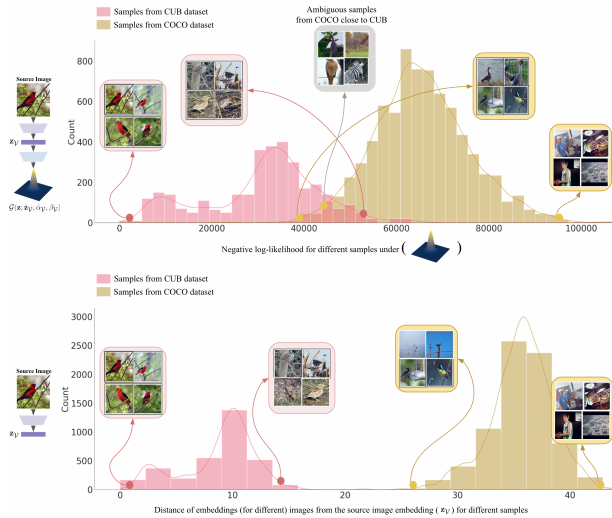 Samples from CUB dataset
Samples from COCO dataset
Ambiguous samples
from COCO close to CUB
Source Image
z_𝒱
𝒢(z; ẑ_𝒱, α̂_𝒱, β̂_𝒱)
Count
800
600
400
200
0
0
20000
40000
60000
80000
100000
Negative log-likelihood for different samples under ( )
Samples from CUB dataset
Samples from COCO dataset
Source Image
z_𝒱
Count
3000
2500
2000
1500
1000
500
0
0
10
20
30
40
Distance of embeddings (for different) images from the source image embedding ( z_𝒱 ) for different samples